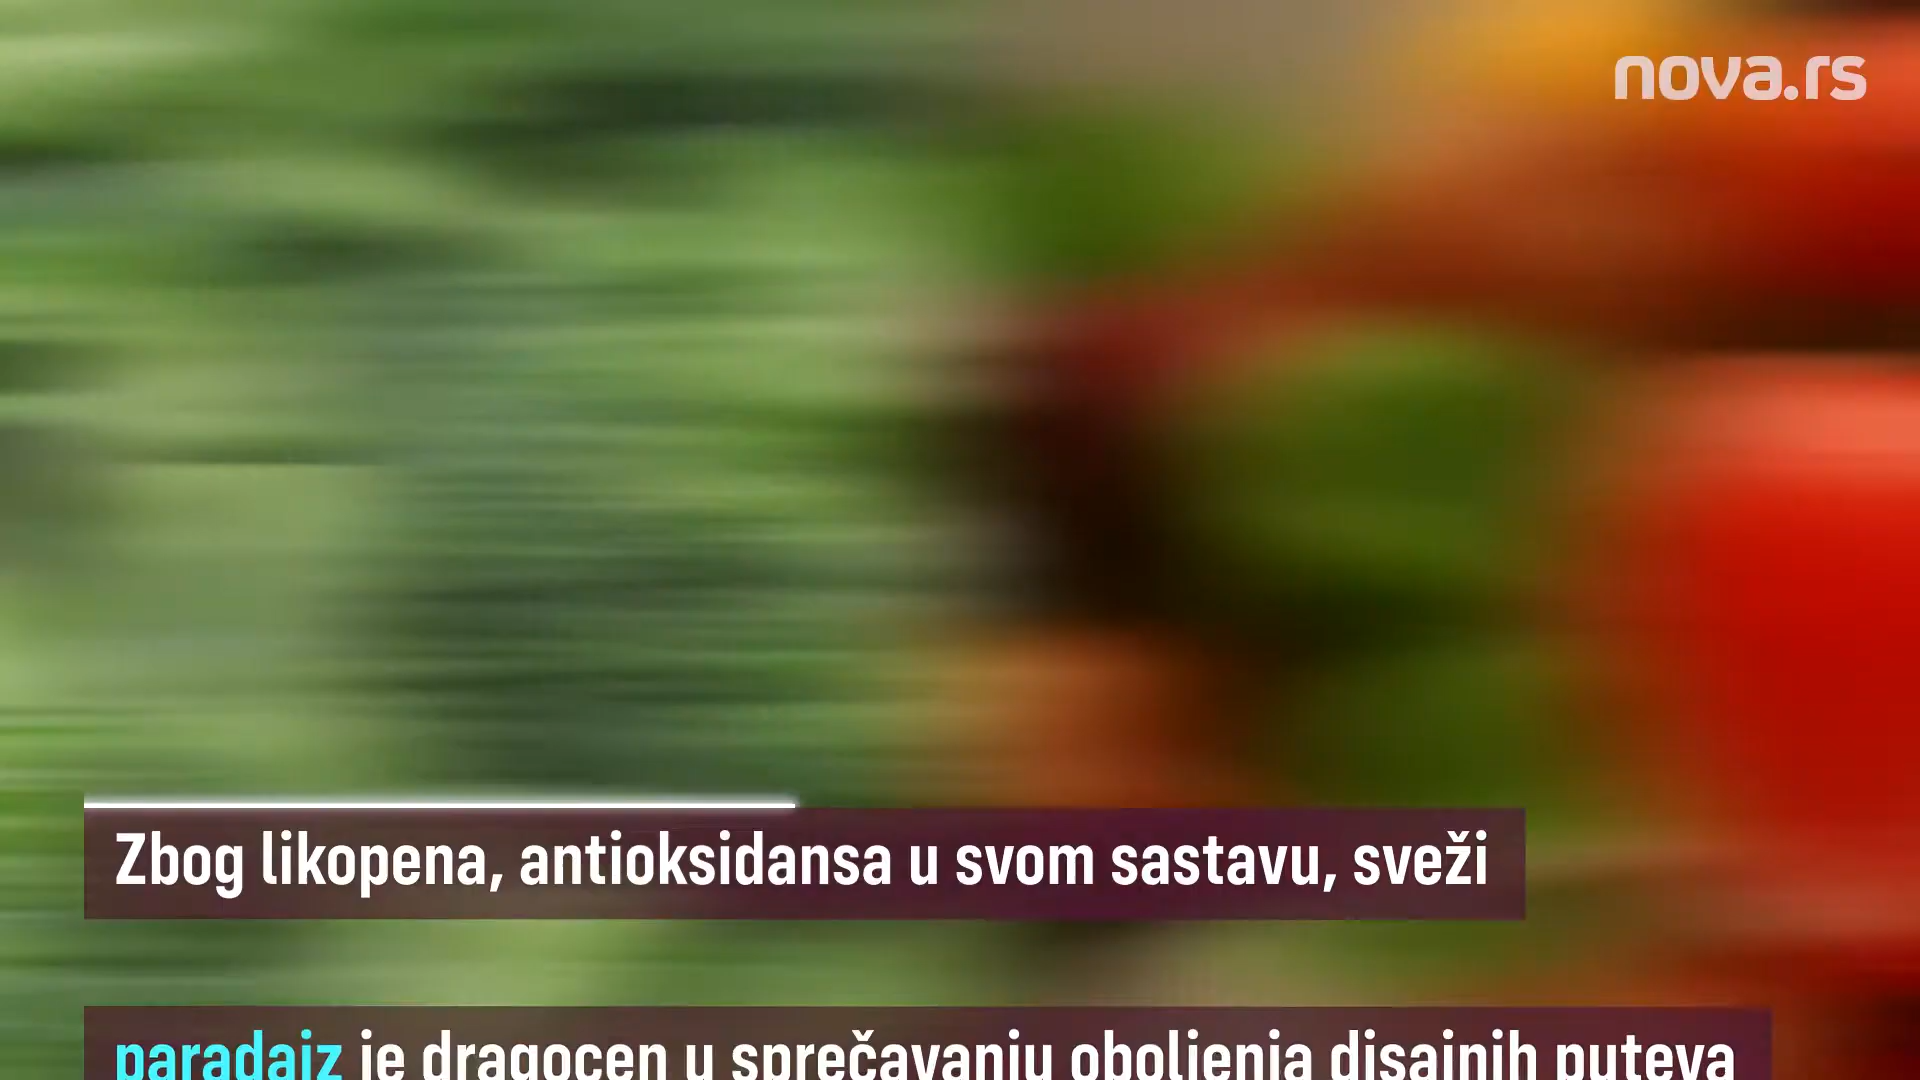 nova.rs
Zbog likopena, antioksidansa u svom sastavu, sveži
paradajz je dragocen u sprečavanju oboljenja disajnih puteva